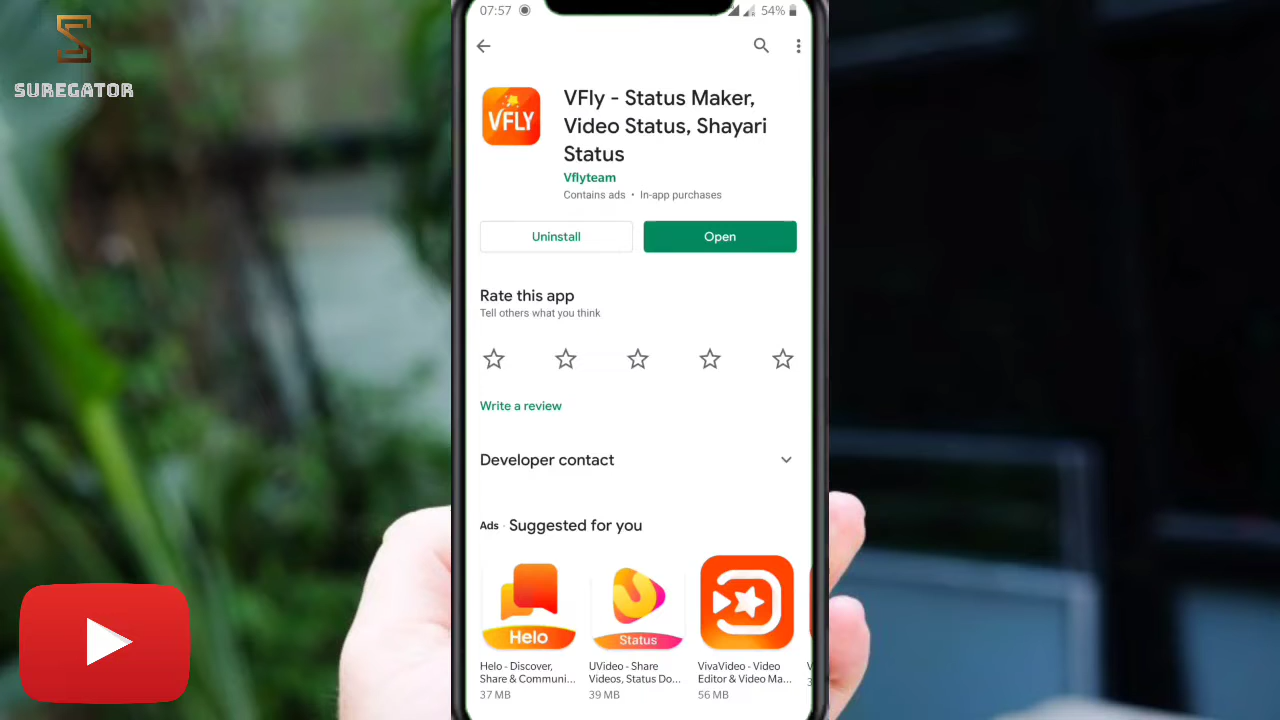 SUREGATOR
07:57
54%
VFLY
VFly - Status Maker,
Video Status, Shayari
Status
Vflyteam
Contains ads • In-app purchases
Uninstall
Open
Rate this app
Tell others what you think
Write a review
Developer contact
Ads · Suggested for you
Helo
Status
Helo - Discover,
Share & Communi...
37 MB
UVideo - Share
Videos, Status Do...
39 MB
VivaVideo - Video
Editor & Video Ma...
56 MB